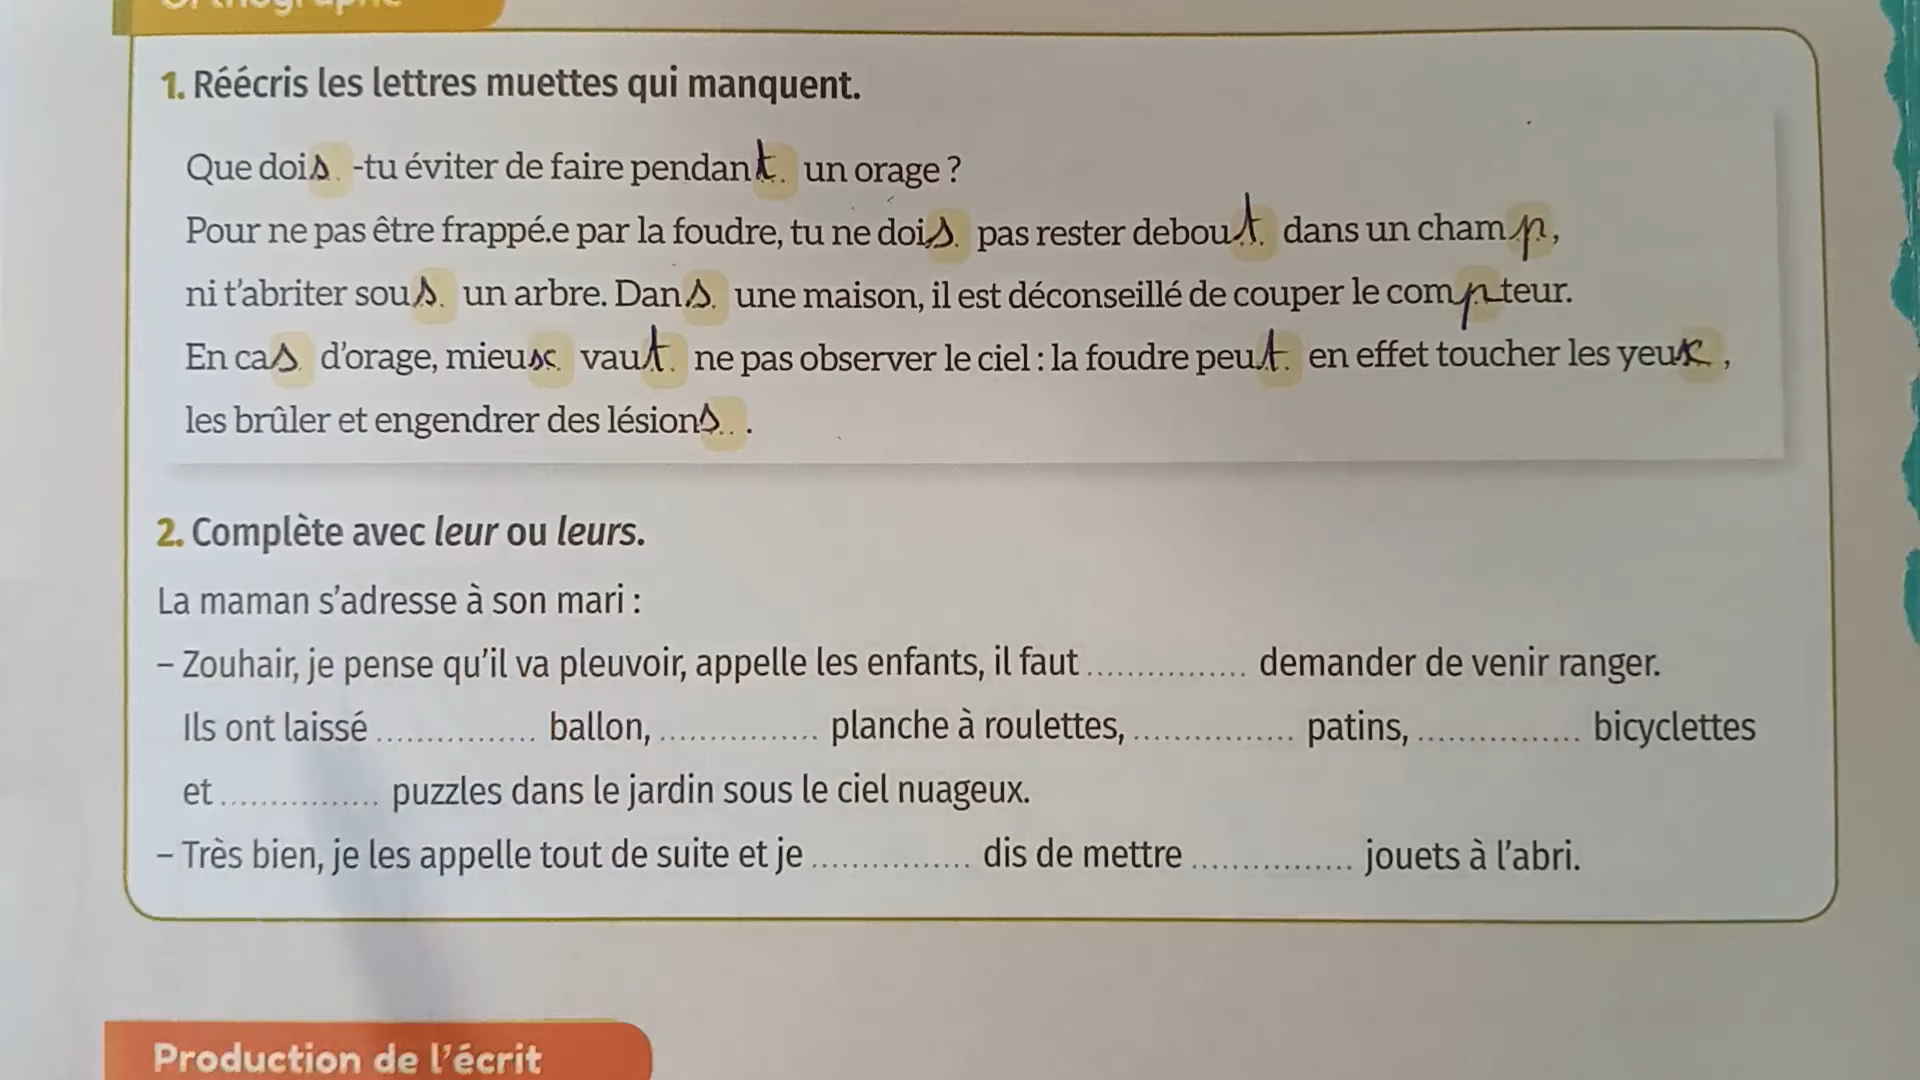 Orthographe
1. Réécris les lettres muettes qui manquent.
Que dois. -tu éviter de faire pendant. un orage ?
Pour ne pas être frappé.e par la foudre, tu ne dois. pas rester debout. dans un champ,
ni t'abriter sous. un arbre. Dans. une maison, il est déconseillé de couper le compteur.
En cas d'orage, mieux. vaut. ne pas observer le ciel : la foudre peut. en effet toucher les yeux ,
les brûler et engendrer des lésions.. .
2. Complète avec leur ou leurs.
La maman s'adresse à son mari :
– Zouhair, je pense qu'il va pleuvoir, appelle les enfants, il faut ................ demander de venir ranger.
Ils ont laissé ................ ballon, ................ planche à roulettes, ................ patins, ................ bicyclettes
et ................ puzzles dans le jardin sous le ciel nuageux.
– Très bien, je les appelle tout de suite et je ................ dis de mettre ................ jouets à l'abri.
Production de l'écrit